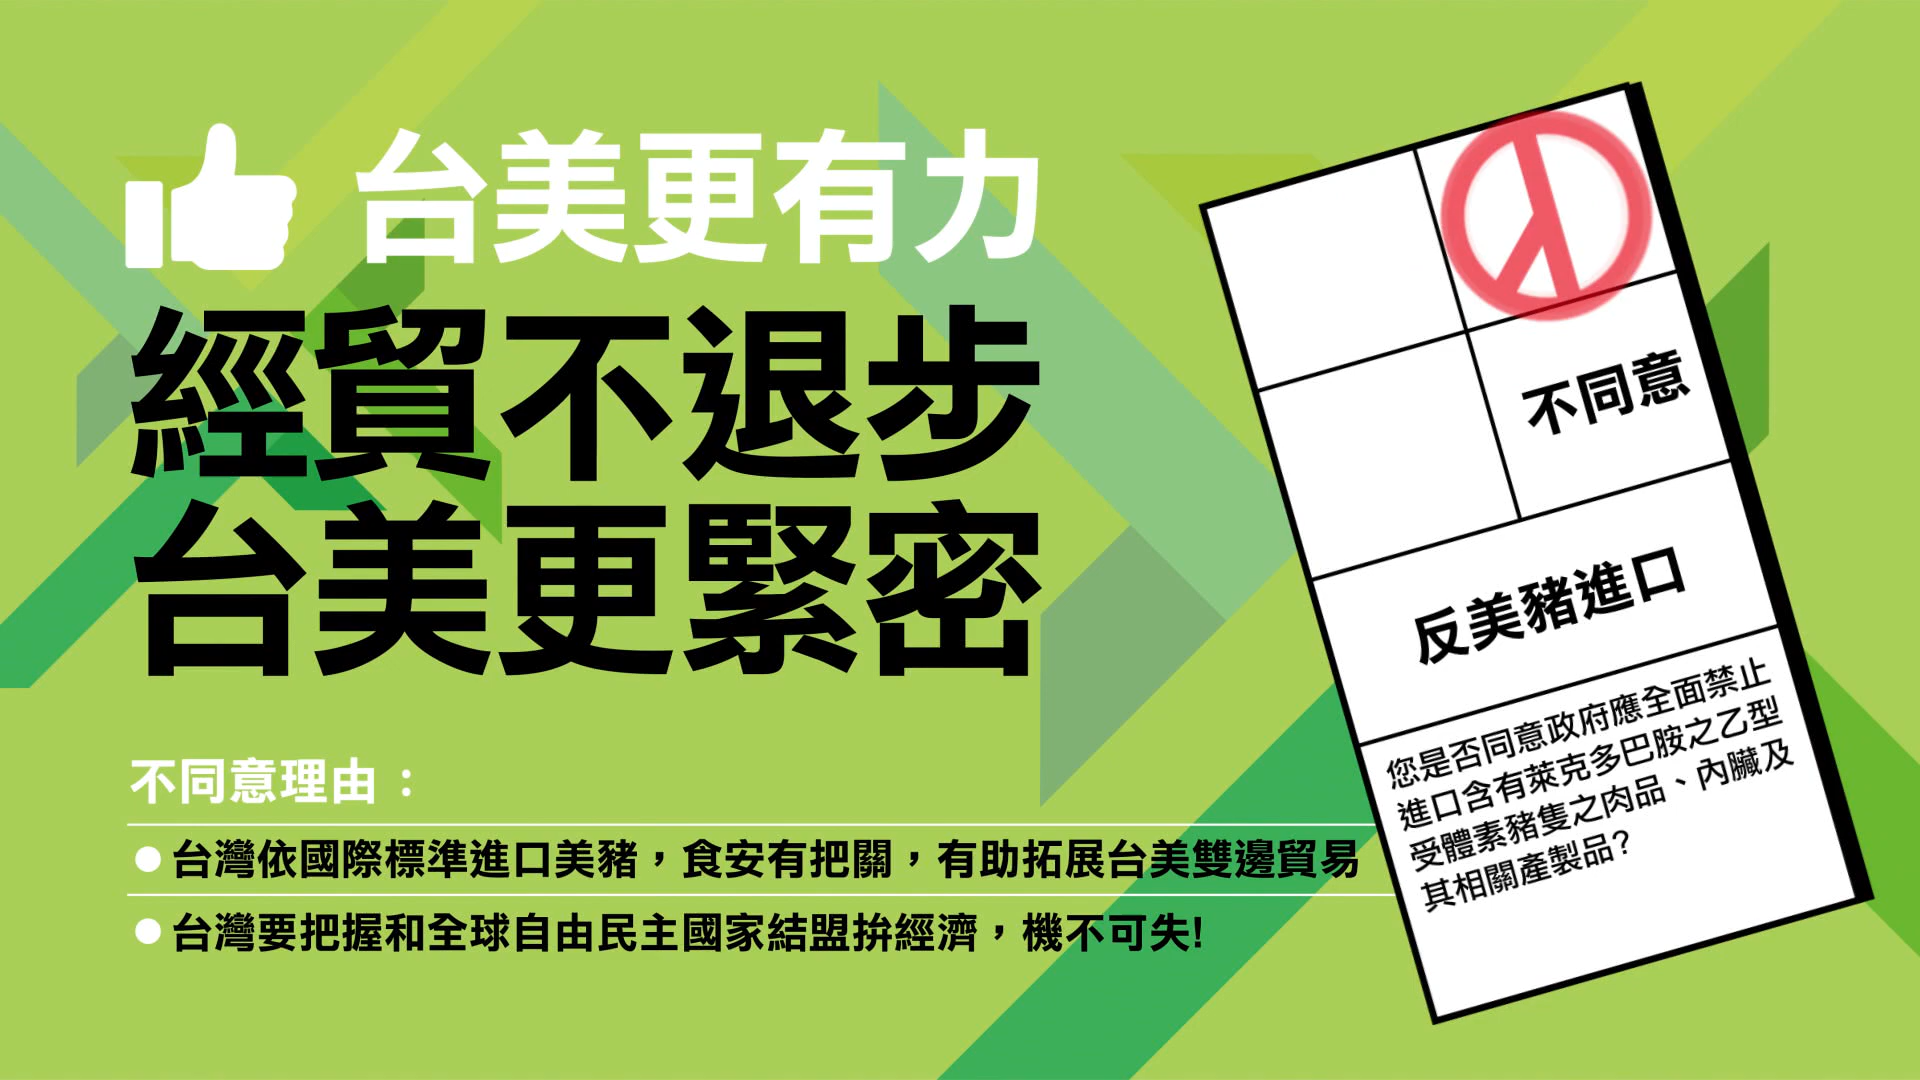 台美更有力
經貿不退步
台美更緊密
不同意理由：
台灣依國際標準進口美豬，食安有把關，有助拓展台美雙邊貿易
台灣要把握和全球自由民主國家結盟拚經濟，機不可失!
不同意
反美豬進口
您是否同意政府應全面禁止
進口含有萊克多巴胺之乙型
受體素豬隻之肉品、內臟及
其相關產製品?